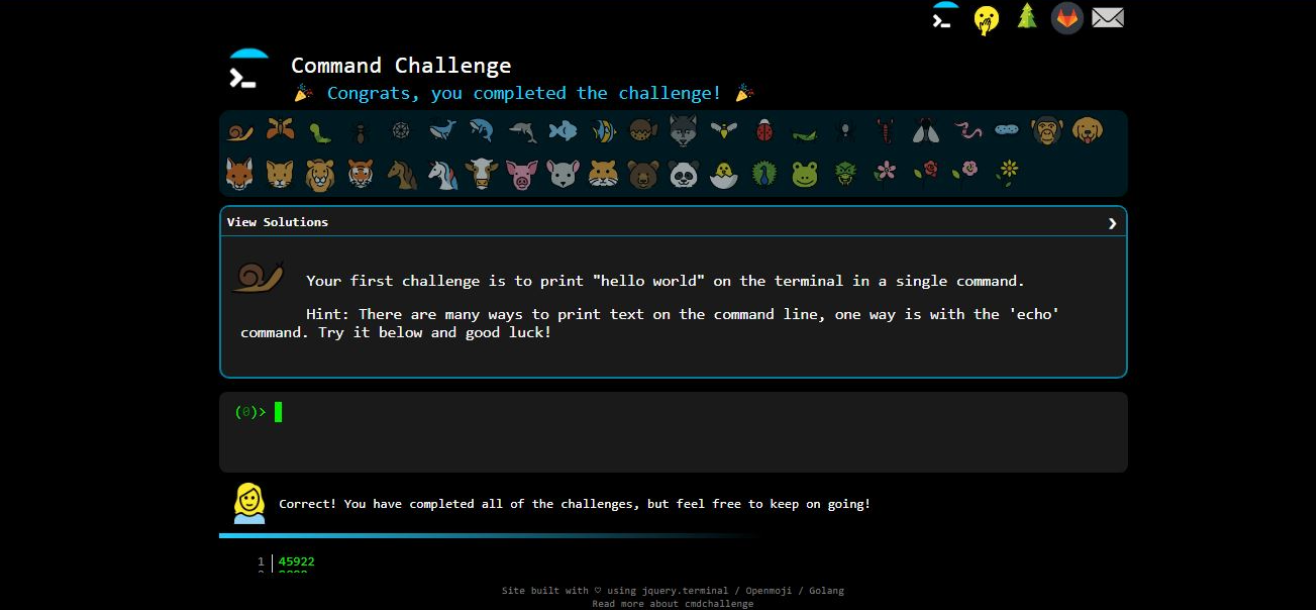 Command Challenge
Congrats, you completed the challenge!
View Solutions
Your first challenge is to print "hello world" on the terminal in a single command.
Hint: There are many ways to print text on the command line, one way is with the 'echo'
command. Try it below and good luck!
(0)>
Correct! You have completed all of the challenges, but feel free to keep on going!
1 45922
Site built with ♡ using jquery.terminal / Openmoji / Golang
Read more about cmdchallenge